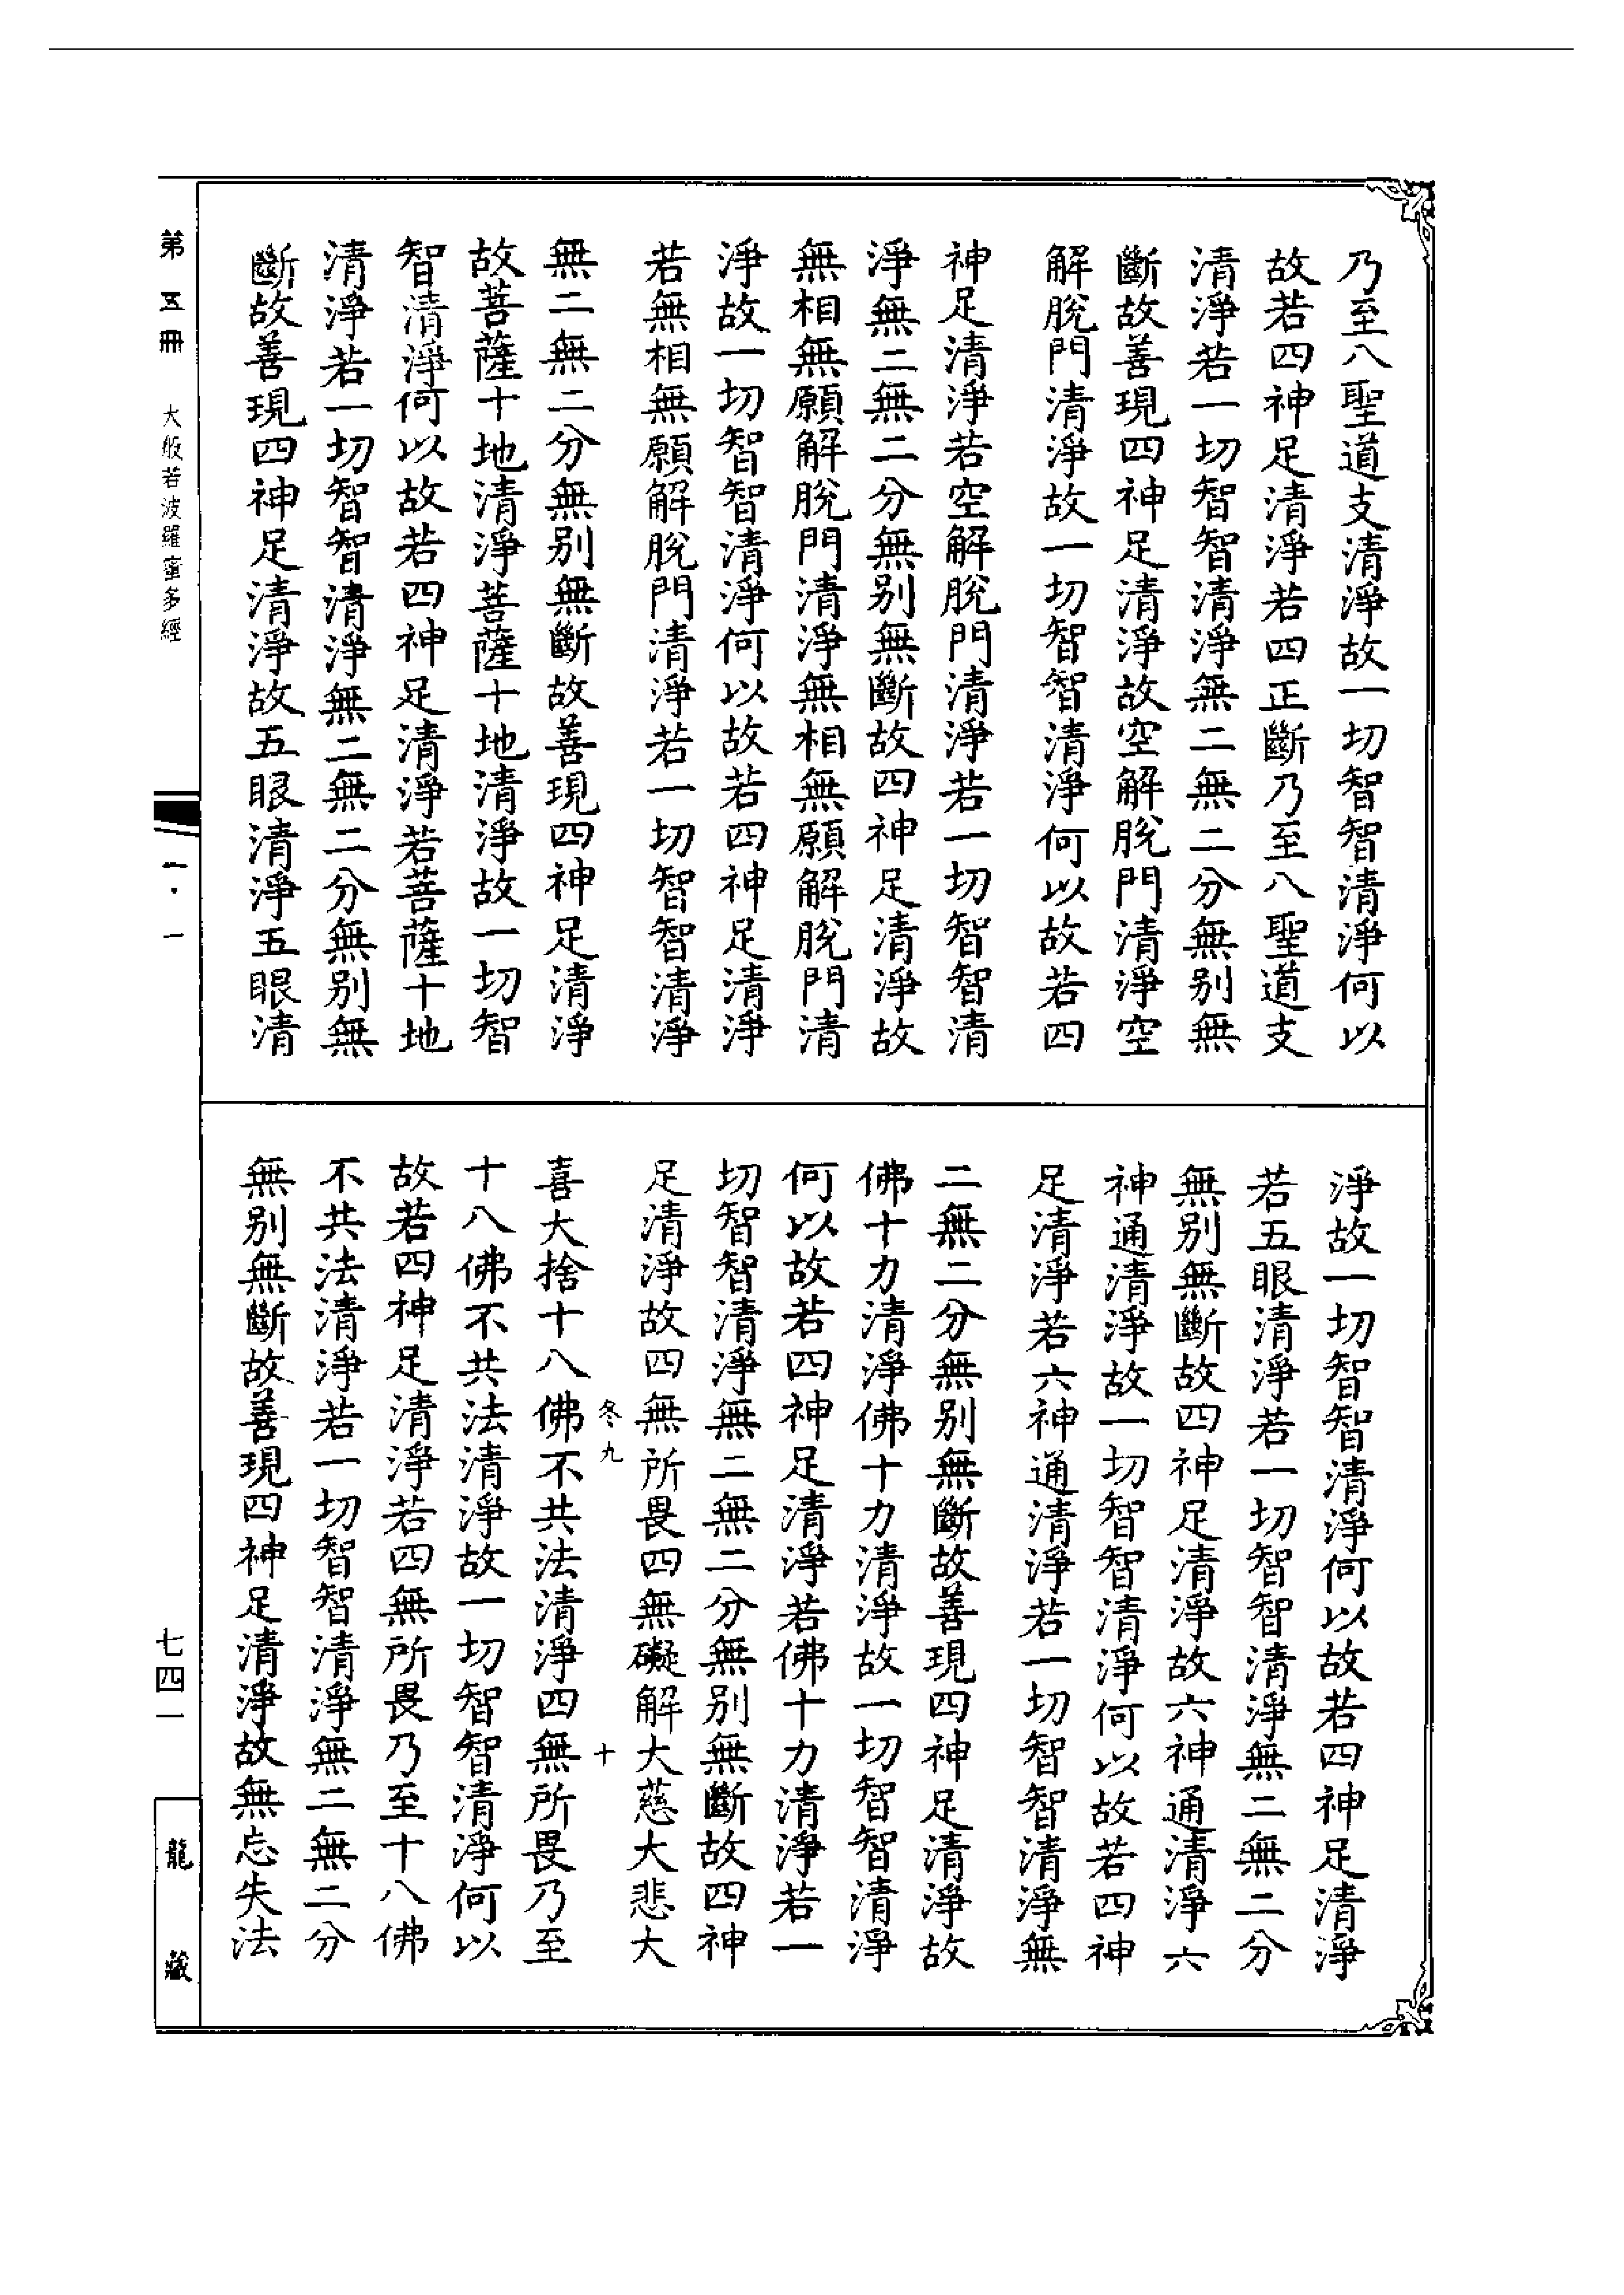 乃至八聖道支清淨故一切智智清淨何以
故若四神足清淨若四正斷乃至八聖道支
清淨若一切智智清淨無二無二分無別無
斷故善現四神足清淨故空解脫門清淨空
解脫門清淨故一切智智清淨何以故若四
神足清淨若空解脫門清淨若一切智智清
淨無二無二分無別無斷故四神足清淨故
無相無願解脫門清淨無相無願解脫門清
淨故一切智智清淨何以故若四神足清淨
若無相無願解脫門清淨若一切智智清淨
無二無二分無別無斷故善現四神足清淨
故菩薩十地清淨菩薩十地清淨故一切智
智清淨何以故若四神足清淨若菩薩十地
清淨若一切智智清淨無二無二分無別無
斷故善現四神足清淨故五眼清淨五眼清
淨故一切智智清淨何以故若四神足清淨
若五眼清淨若一切智智清淨無二無二分
無別無斷故四神足清淨故六神通清淨六
神通清淨故一切智智清淨何以故若四神
足清淨若六神通清淨若一切智智清淨無
二無二分無別無斷故善現四神足清淨故
佛十力清淨佛十力清淨故一切智智清淨
何以故若四神足清淨若佛十力清淨若一
切智智清淨無二無二分無別無斷故四神
足清淨故四無所畏四無礙解大慈大悲大
冬九 十
喜大捨十八佛不共法清淨四無所畏乃至
十八佛不共法清淨故一切智智清淨何以
故若四神足清淨若四無所畏乃至十八佛
不共法清淨若一切智智清淨無二無二分
無別無斷故善現四神足清淨故無忘失法
第五冊 大般若波羅蜜多經
一·一
七四一
龍藏